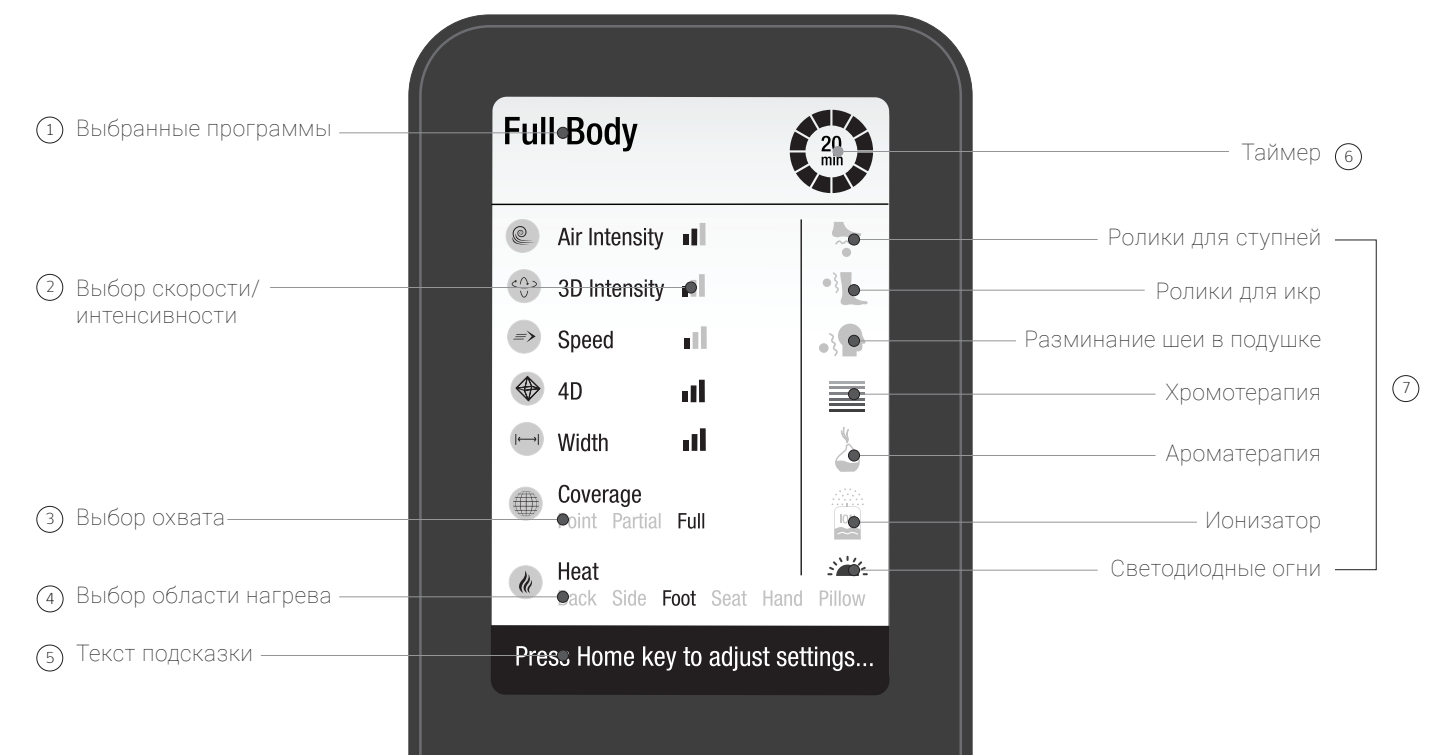 1 Выбранные программы
Full Body
20
min
Таймер 6
Air Intensity
Ролики для ступней
2 Выбор скорости/
интенсивности
3D Intensity
Ролики для икр
Speed
Разминание шеи в подушке
4D
Хромотерапия
7
Width
Ароматерапия
Coverage
3 Выбор охвата
Point Partial Full
ION
Ионизатор
Heat
Светодиодные огни
4 Выбор области нагрева
Back Side Foot Seat Hand Pillow
5 Текст подсказки
Press Home key to adjust settings...